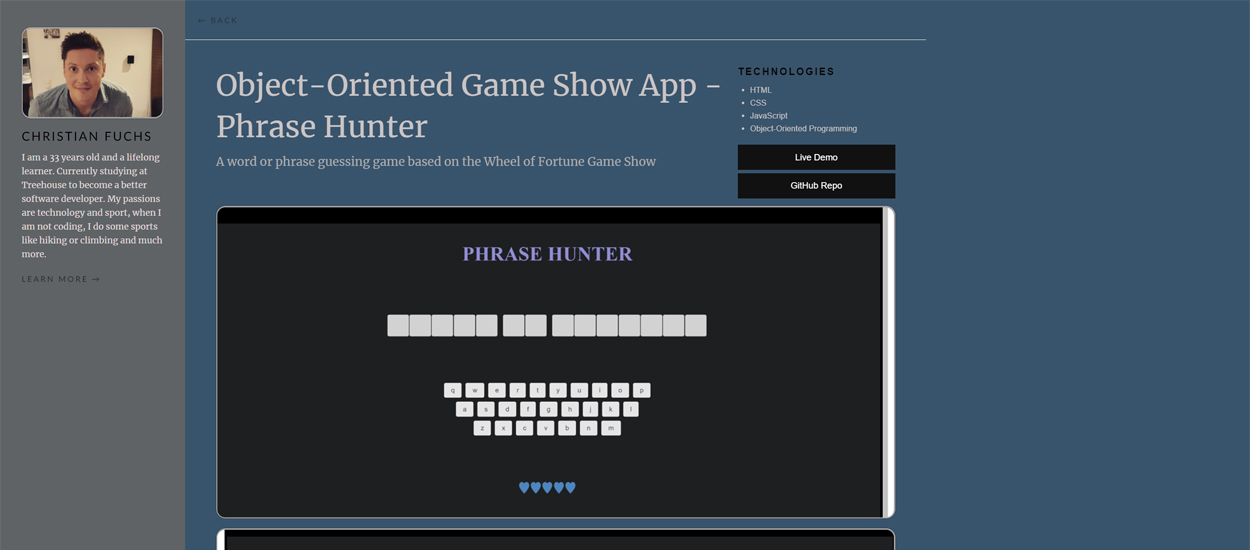 ← BACK
CHRISTIAN FUCHS
I am a 33 years old and a lifelong
learner. Currently studying at
Treehouse to become a better
software developer. My passions
are technology and sport, when I
am not coding, I do some sports
like hiking or climbing and much
more.
LEARN MORE →
Object-Oriented Game Show App -
Phrase Hunter
A word or phrase guessing game based on the Wheel of Fortune Game Show
TECHNOLOGIES
• HTML
• CSS
• JavaScript
• Object-Oriented Programming
Live Demo
GitHub Repo
PHRASE HUNTER
q w e r t y u i o p
a s d f g h j k l
z x c v b n m